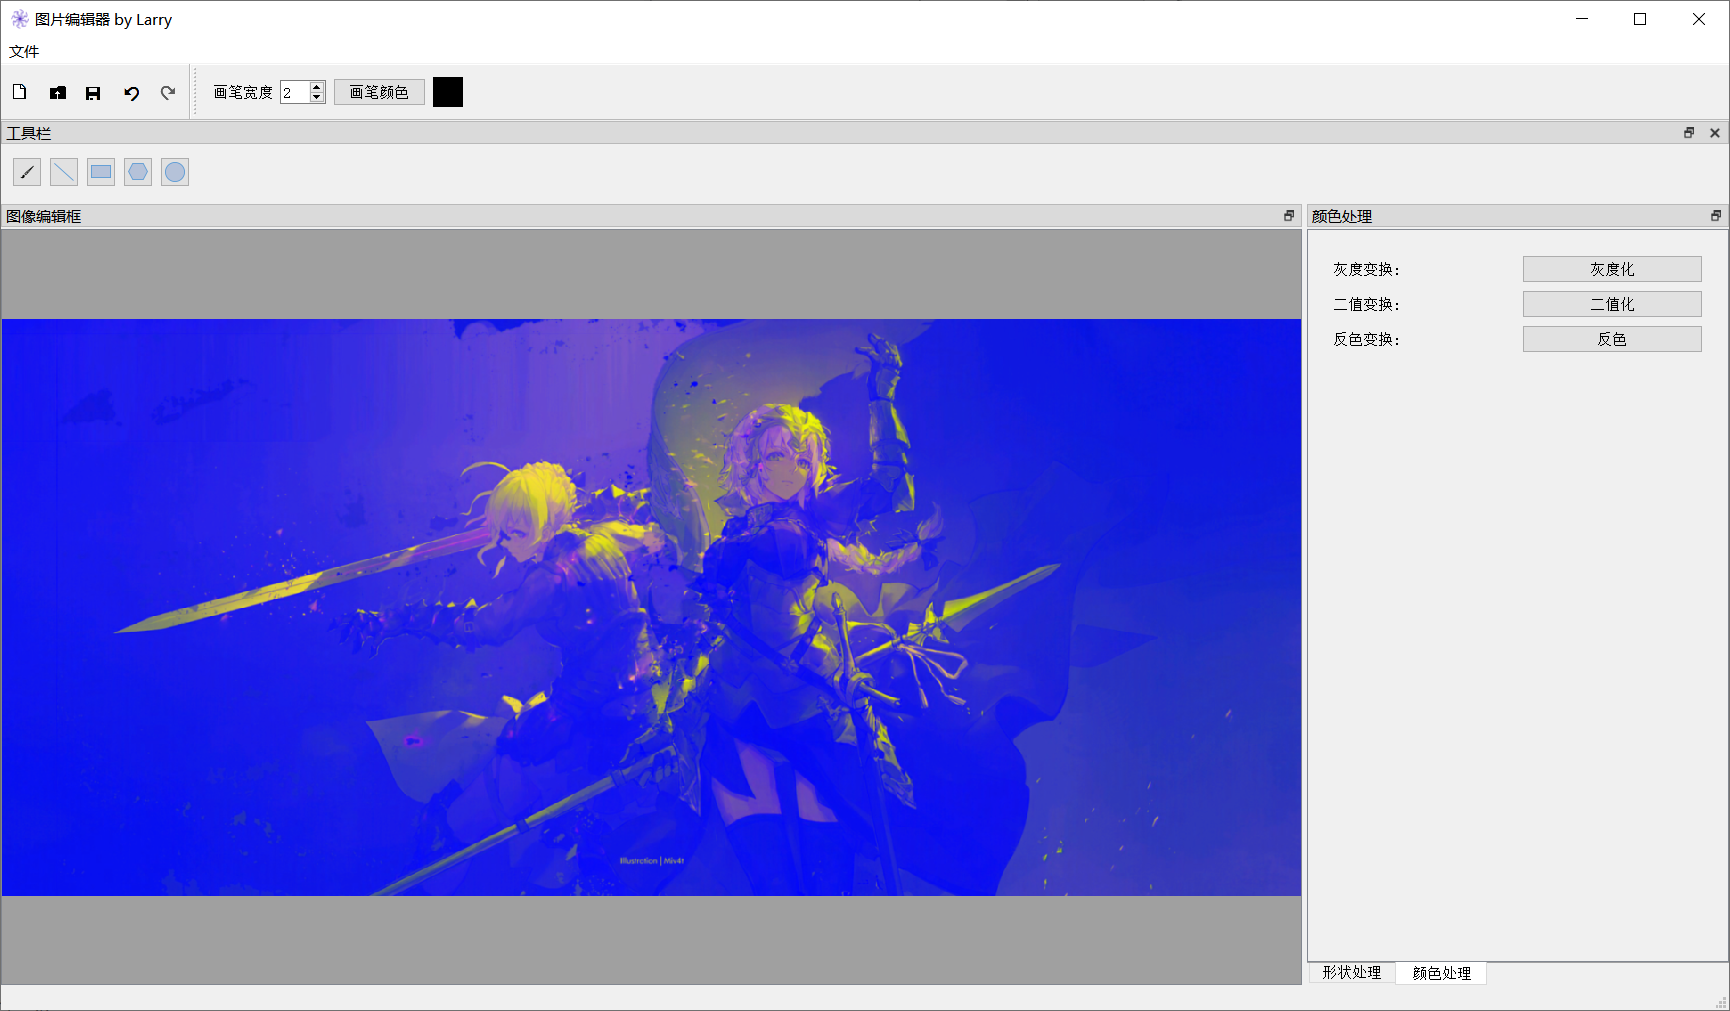 图片编辑器 by Larry
文件
画笔宽度 2 画笔颜色
工具栏
图像编辑框
颜色处理
灰度变换： 灰度化
二值变换： 二值化
反色变换： 反色
Illustrction | Miv4t
形状处理 颜色处理